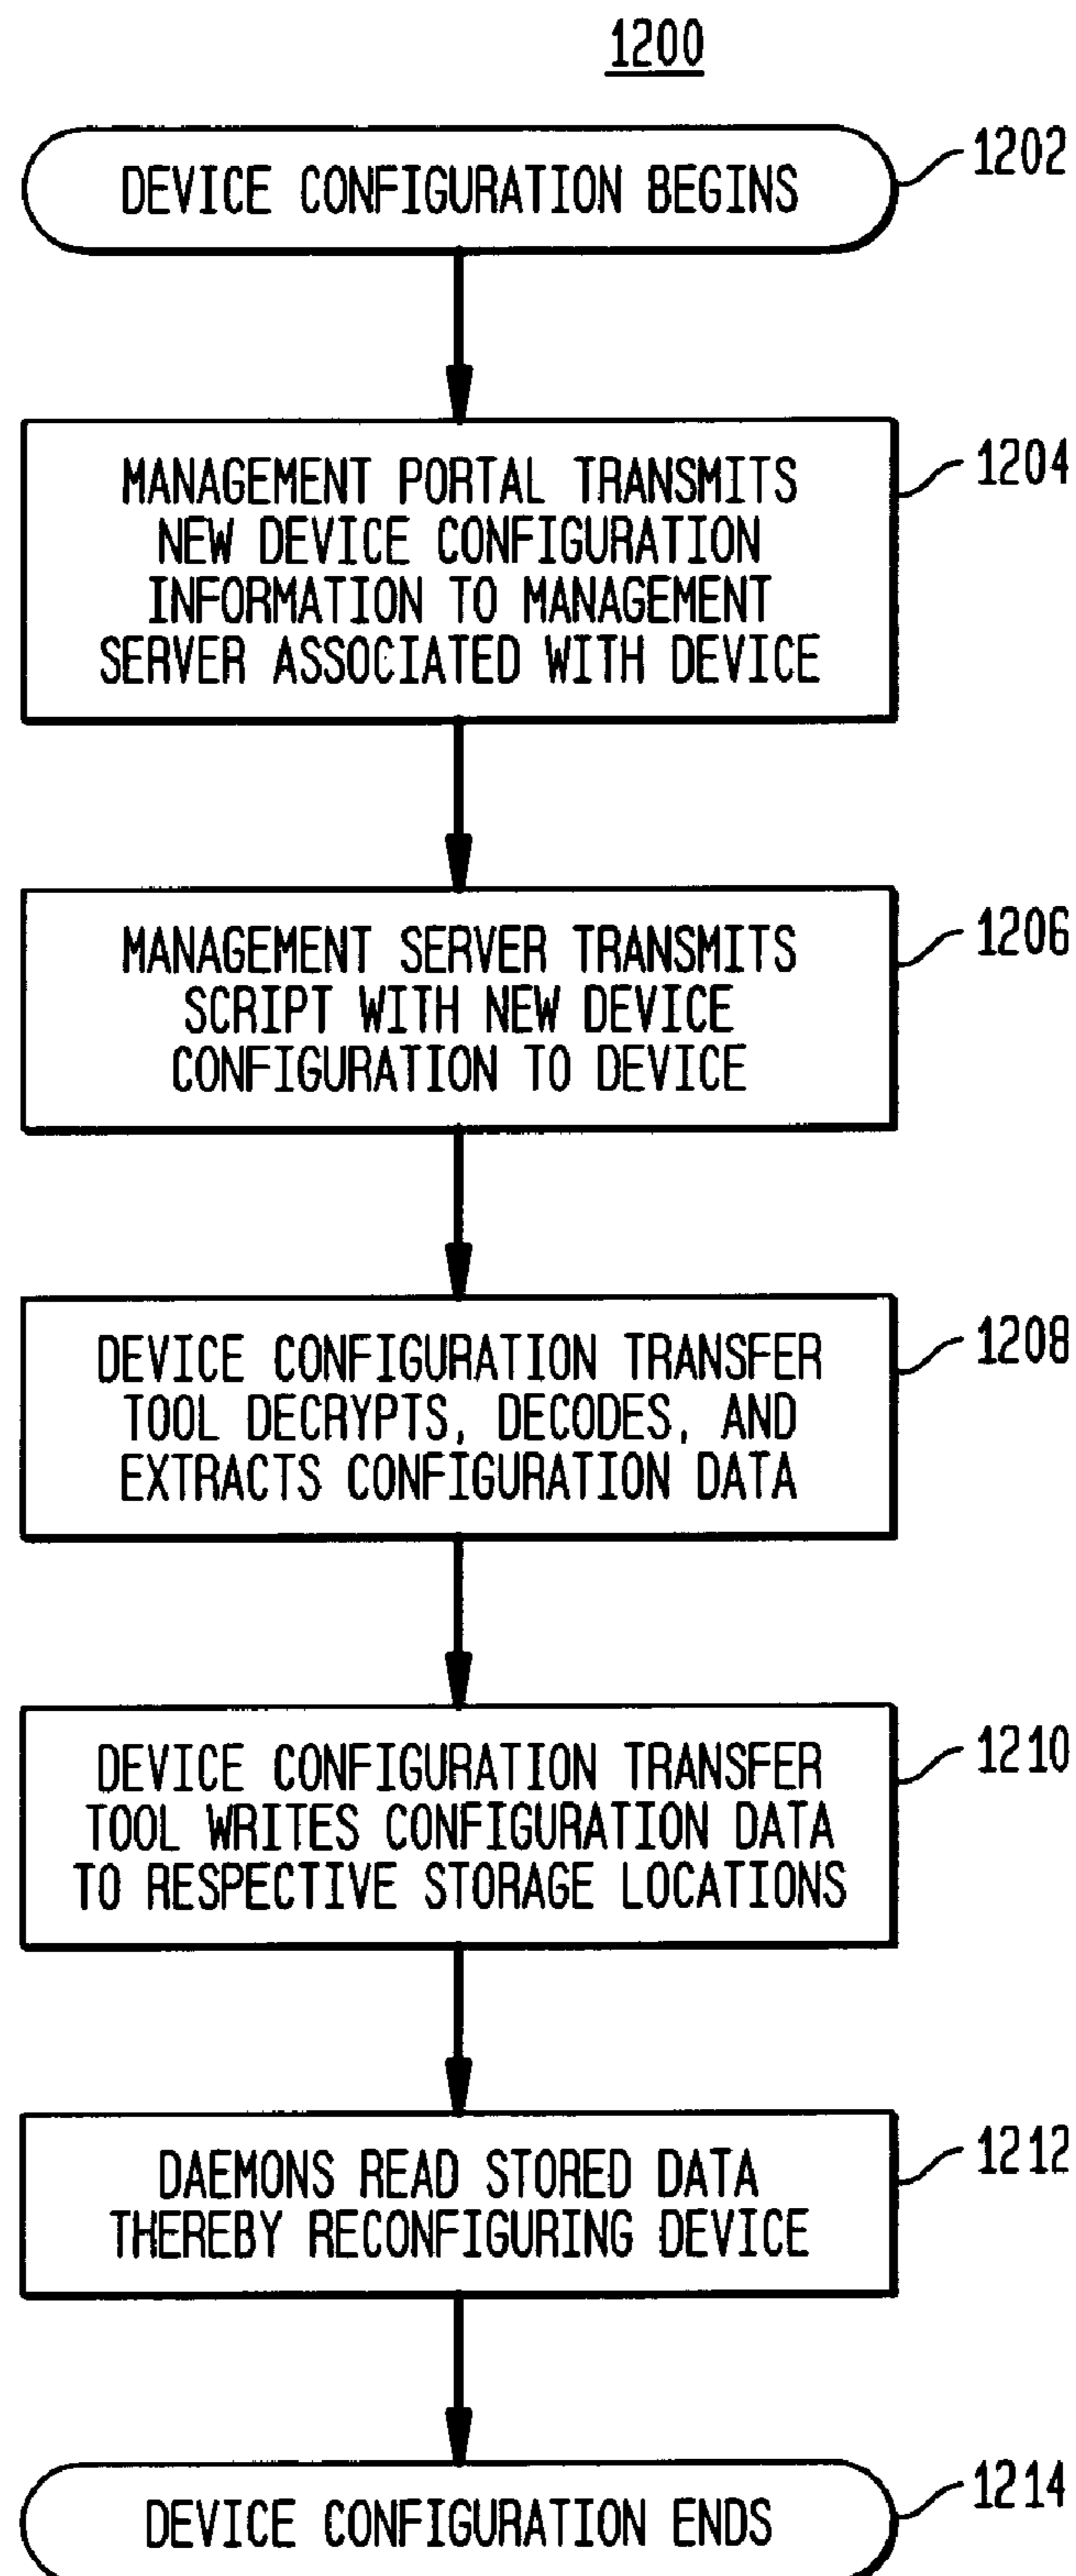 1200
DEVICE CONFIGURATION BEGINS
1202
MANAGEMENT PORTAL TRANSMITS
NEW DEVICE CONFIGURATION
INFORMATION TO MANAGEMENT
SERVER ASSOCIATED WITH DEVICE
1204
MANAGEMENT SERVER TRANSMITS
SCRIPT WITH NEW DEVICE
CONFIGURATION TO DEVICE
1206
DEVICE CONFIGURATION TRANSFER
TOOL DECRYPTS, DECODES, AND
EXTRACTS CONFIGURATION DATA
1208
DEVICE CONFIGURATION TRANSFER
TOOL WRITES CONFIGURATION DATA
TO RESPECTIVE STORAGE LOCATIONS
1210
DAEMONS READ STORED DATA
THEREBY RECONFIGURING DEVICE
1212
DEVICE CONFIGURATION ENDS
1214